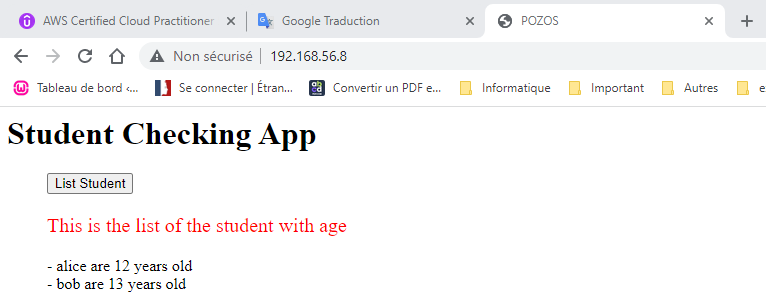 AWS Certified Cloud Practitioner
Google Traduction
POZOS
Non sécurisé
192.168.56.8
Tableau de bord ‹...
Se connecter | Étran...
Convertir un PDF e...
Informatique
Important
Autres
e
Student Checking App
List Student
This is the list of the student with age
- alice are 12 years old
- bob are 13 years old